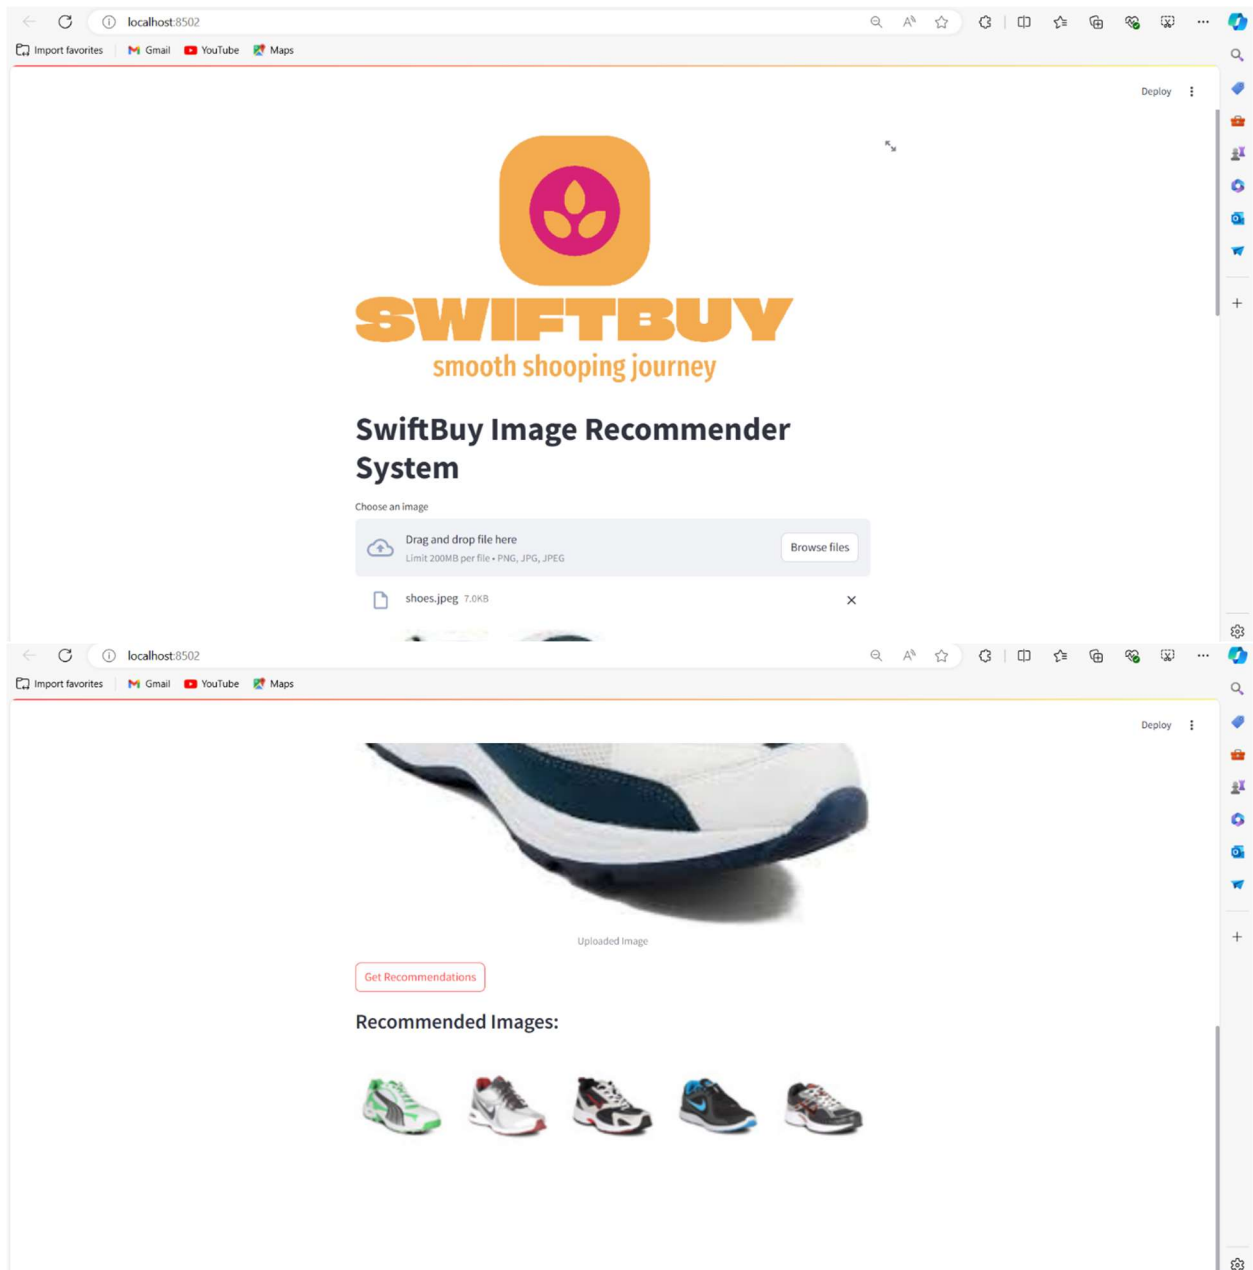 localhost:8502
Import favorites Gmail YouTube Maps
Deploy
SWIFTBUY
smooth shooping journey
SwiftBuy Image Recommender
System
Choose an image
Drag and drop file here
Limit 200MB per file • PNG, JPG, JPEG
Browse files
shoes.jpeg 7.0KB
localhost:8502
Import favorites Gmail YouTube Maps
Deploy
Uploaded Image
Get Recommendations
Recommended Images: